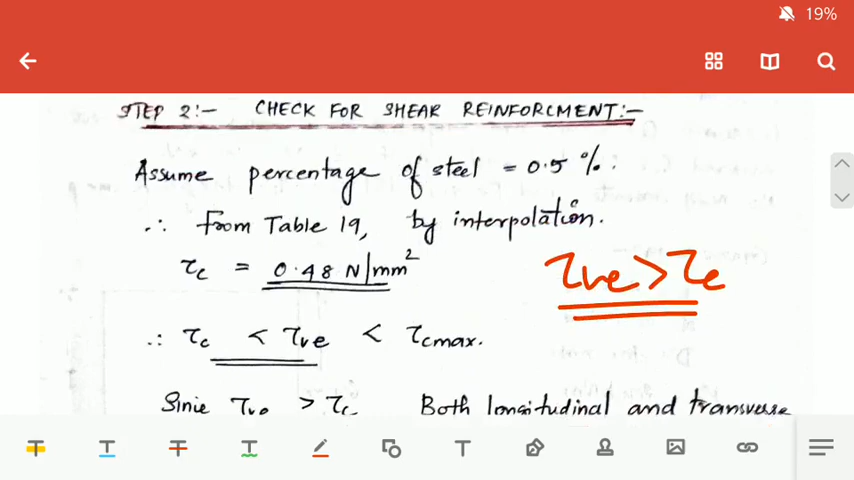 19%
STEP 2:- CHECK FOR SHEAR REINFORCMENT:-
Assume percentage of steel = 0.5 %.
∴ from Table 19, by interpolation.
τc = 0.48 N/mm²
τve > τc
∴ τc < τve < τcmax.
Sinie τve > τc Both longitudinal and transverse